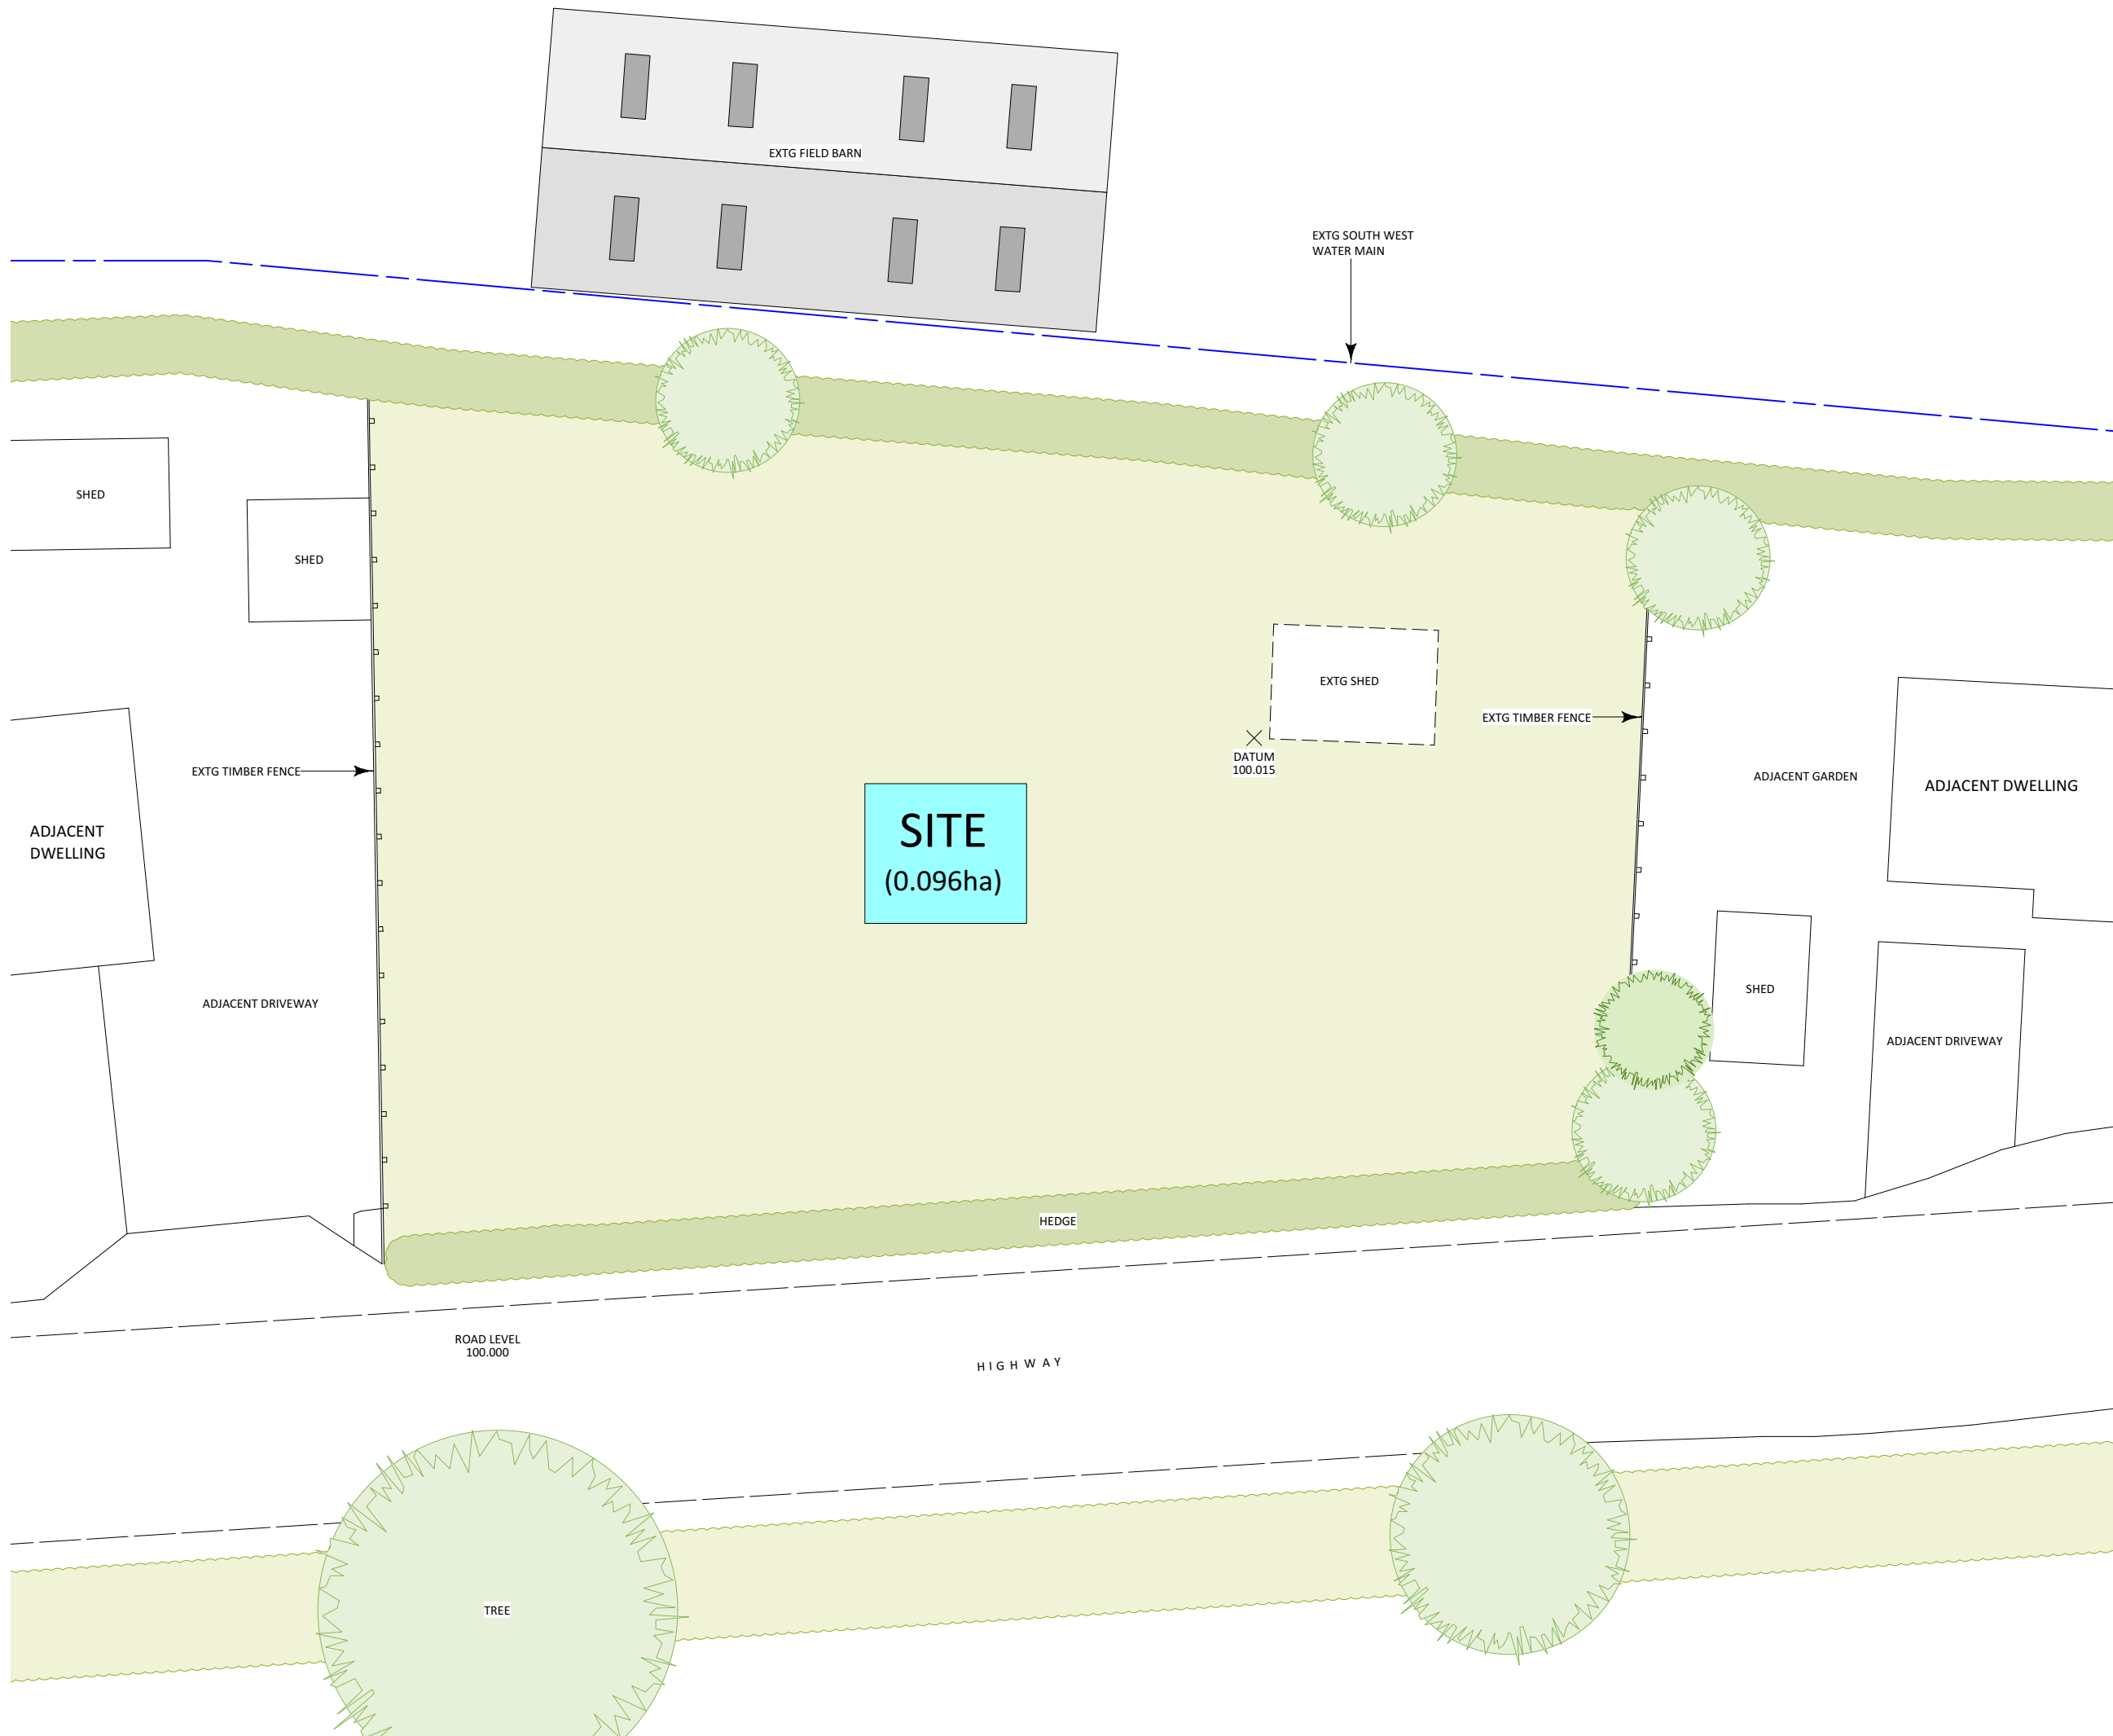 EXTG FIELD BARN
EXTG SOUTH WEST
WATER MAIN
SHED
SHED
EXTG SHED
EXTG TIMBER FENCE
DATUM
100.015
EXTG TIMBER FENCE
ADJACENT GARDEN
ADJACENT DWELLING
ADJACENT
DWELLING
SITE
(0.096ha)
ADJACENT DRIVEWAY
SHED
ADJACENT DRIVEWAY
HEDGE
ROAD LEVEL
100.000
HIGHWAY
TREE